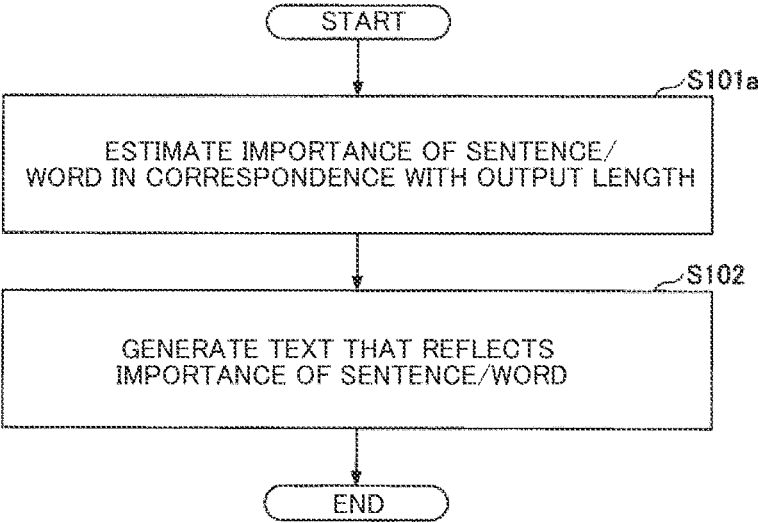 START
S101a
ESTIMATE IMPORTANCE OF SENTENCE/
WORD IN CORRESPONDENCE WITH OUTPUT LENGTH
S102
GENERATE TEXT THAT REFLECTS
IMPORTANCE OF SENTENCE/WORD
END